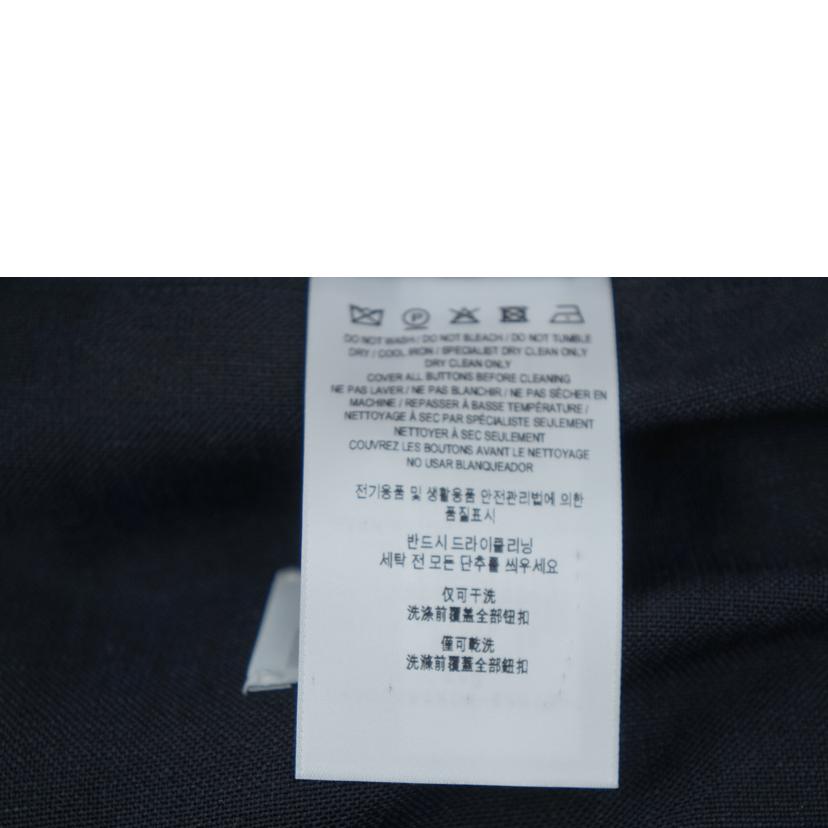 DO NOT WASH / DO NOT BLEACH / DO NOT TUMBLE
DRY / COOL IRON / SPECIALIST DRY CLEAN ONLY
DRY CLEAN ONLY
COVER ALL BUTTONS BEFORE CLEANING
NE PAS LAVER / NE PAS BLANCHIR / NE PAS SÉCHER EN
MACHINE / REPASSER À BASSE TEMPÉRATURE /
NETTOYAGE À SEC PAR SPÉCIALISTE SEULEMENT
NETTOYER À SEC SEULEMENT
COUVREZ LES BOUTONS AVANT LE NETTOYAGE
NO USAR BLANQUEADOR
전기용품 및 생활용품 안전관리법에 의한
품질표시
반드시 드라이클리닝
세탁 전 모든 단추를 씌우세요
仅可干洗
洗涤前覆盖全部钮扣
僅可乾洗
洗滌前覆蓋全部鈕扣